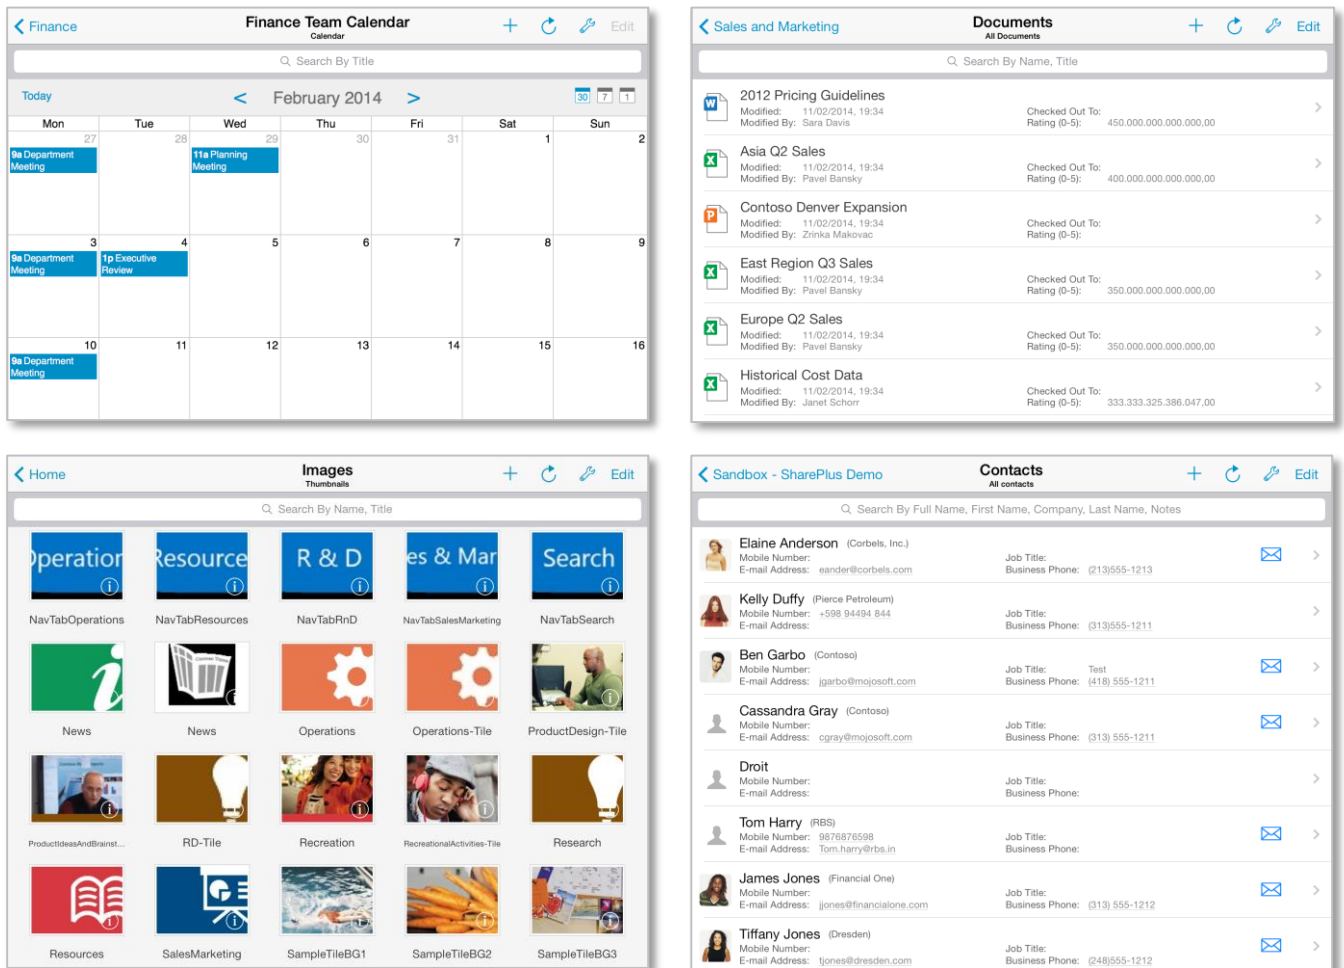 Finance
Finance Team Calendar
Calendar
Edit
Search By Title
Today
< February 2014 >
30 7 1
Mon Tue Wed Thu Fri Sat Sun
27 28 29 30 31 1 2
9a Department Meeting
11a Planning Meeting
3 4 5 6 7 8 9
9a Department Meeting
1p Executive Review
10 11 12 13 14 15 16
9a Department Meeting
Sales and Marketing
Documents
All Documents
Edit
Search By Name, Title
2012 Pricing Guidelines
Modified: 11/02/2014, 19:34 Checked Out To:
Modified By: Sara Davis Rating (0-5): 450.000.000.000.000,00
Asia Q2 Sales
Modified: 11/02/2014, 19:34 Checked Out To:
Modified By: Pavel Bansky Rating (0-5): 400.000.000.000.000,00
Contoso Denver Expansion
Modified: 11/02/2014, 19:34 Checked Out To:
Modified By: Zrinka Makovac Rating (0-5):
East Region Q3 Sales
Modified: 11/02/2014, 19:34 Checked Out To:
Modified By: Pavel Bansky Rating (0-5): 350.000.000.000.000,00
Europe Q2 Sales
Modified: 11/02/2014, 19:34 Checked Out To:
Modified By: Pavel Bansky Rating (0-5): 350.000.000.000.000,00
Historical Cost Data
Modified: 11/02/2014, 19:34 Checked Out To:
Modified By: Janet Schorr Rating (0-5): 333.333.325.386.047,00
Home
Images
Thumbnails
Edit
Search By Name, Title
Operation Resource R & D es & Mar Search
NavTabOperations NavTabResources NavTabRnD NavTabSalesMarketing NavTabSearch
News News Operations Operations-Tile ProductDesign-Tile
ProductIdeasAndBrainst... RD-Tile Recreation RecreationalActivities-Tile Research
Resources SalesMarketing SampleTileBG1 SampleTileBG2 SampleTileBG3
Sandbox - SharePlus Demo
Contacts
All contacts
Edit
Search By Full Name, First Name, Company, Last Name, Notes
Elaine Anderson (Corbels, Inc.)
Mobile Number: Job Title:
E-mail Address: eander@corbels.com Business Phone: (213)555-1213
Kelly Duffy (Pierce Petroleum)
Mobile Number: +598 94494 844 Job Title:
E-mail Address: Business Phone: (313)555-1211
Ben Garbo (Contoso)
Mobile Number: Job Title: Test
E-mail Address: jgarbo@mojosoft.com Business Phone: (418) 555-1211
Cassandra Gray (Contoso)
Mobile Number: Job Title:
E-mail Address: cgray@mojosoft.com Business Phone: (313) 555-1211
Droit
Mobile Number: Job Title:
E-mail Address: Business Phone:
Tom Harry (RBS)
Mobile Number: 9876876598 Job Title:
E-mail Address: Tom.harry@rbs.in Business Phone:
James Jones (Financial One)
Mobile Number: Job Title:
E-mail Address: jjones@financialone.com Business Phone: (313) 555-1212
Tiffany Jones (Dresden)
Mobile Number: Job Title:
E-mail Address: tjones@dresden.com Business Phone: (248)555-1212